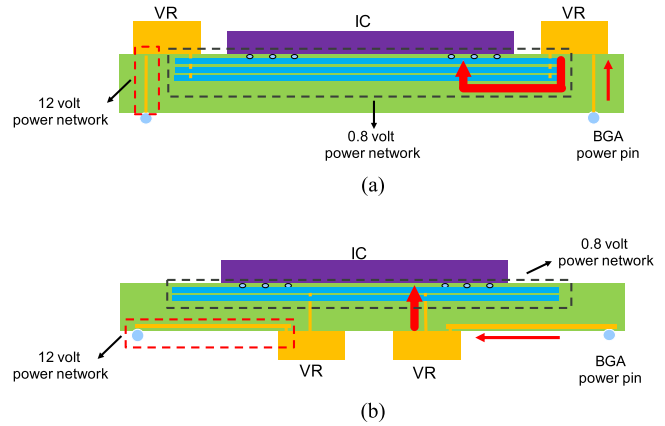 VR
IC
VR
12 volt
power network
0.8 volt
power network
BGA
power pin
(a)
IC
0.8 volt
power network
12 volt
power network
VR
VR
BGA
power pin
(b)